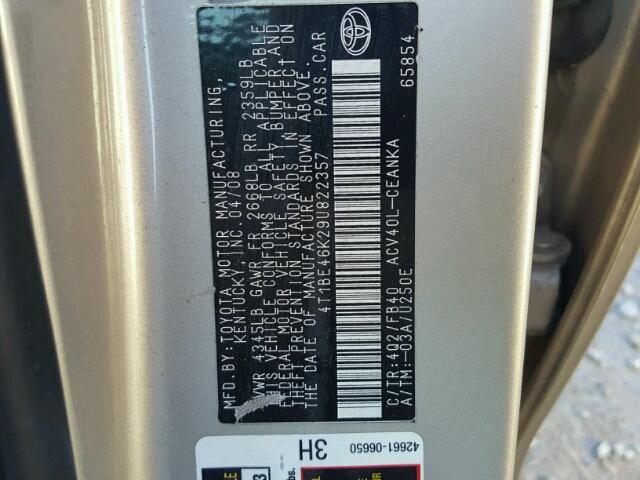 MFD. BY: TOYOTA MOTOR MANUFACTURING,
KENTUCKY, INC. 04/08
GVWR 4345LB GAWR FR 2668LB RR 2359LB
THIS VEHICLE CONFORMS TO ALL APPLICABLE
FEDERAL MOTOR VEHICLE SAFETY, BUMPER, AND
THEFT PREVENTION STANDARDS IN EFFECT ON
THE DATE OF MANUFACTURE SHOWN ABOVE.
4T1BE46K29U822357 PASS. CAR
C/TR: 4Q2/FB40 ACV40L-CEANKA
A/TM: -03A/U250E 65854
3H 42661-06650